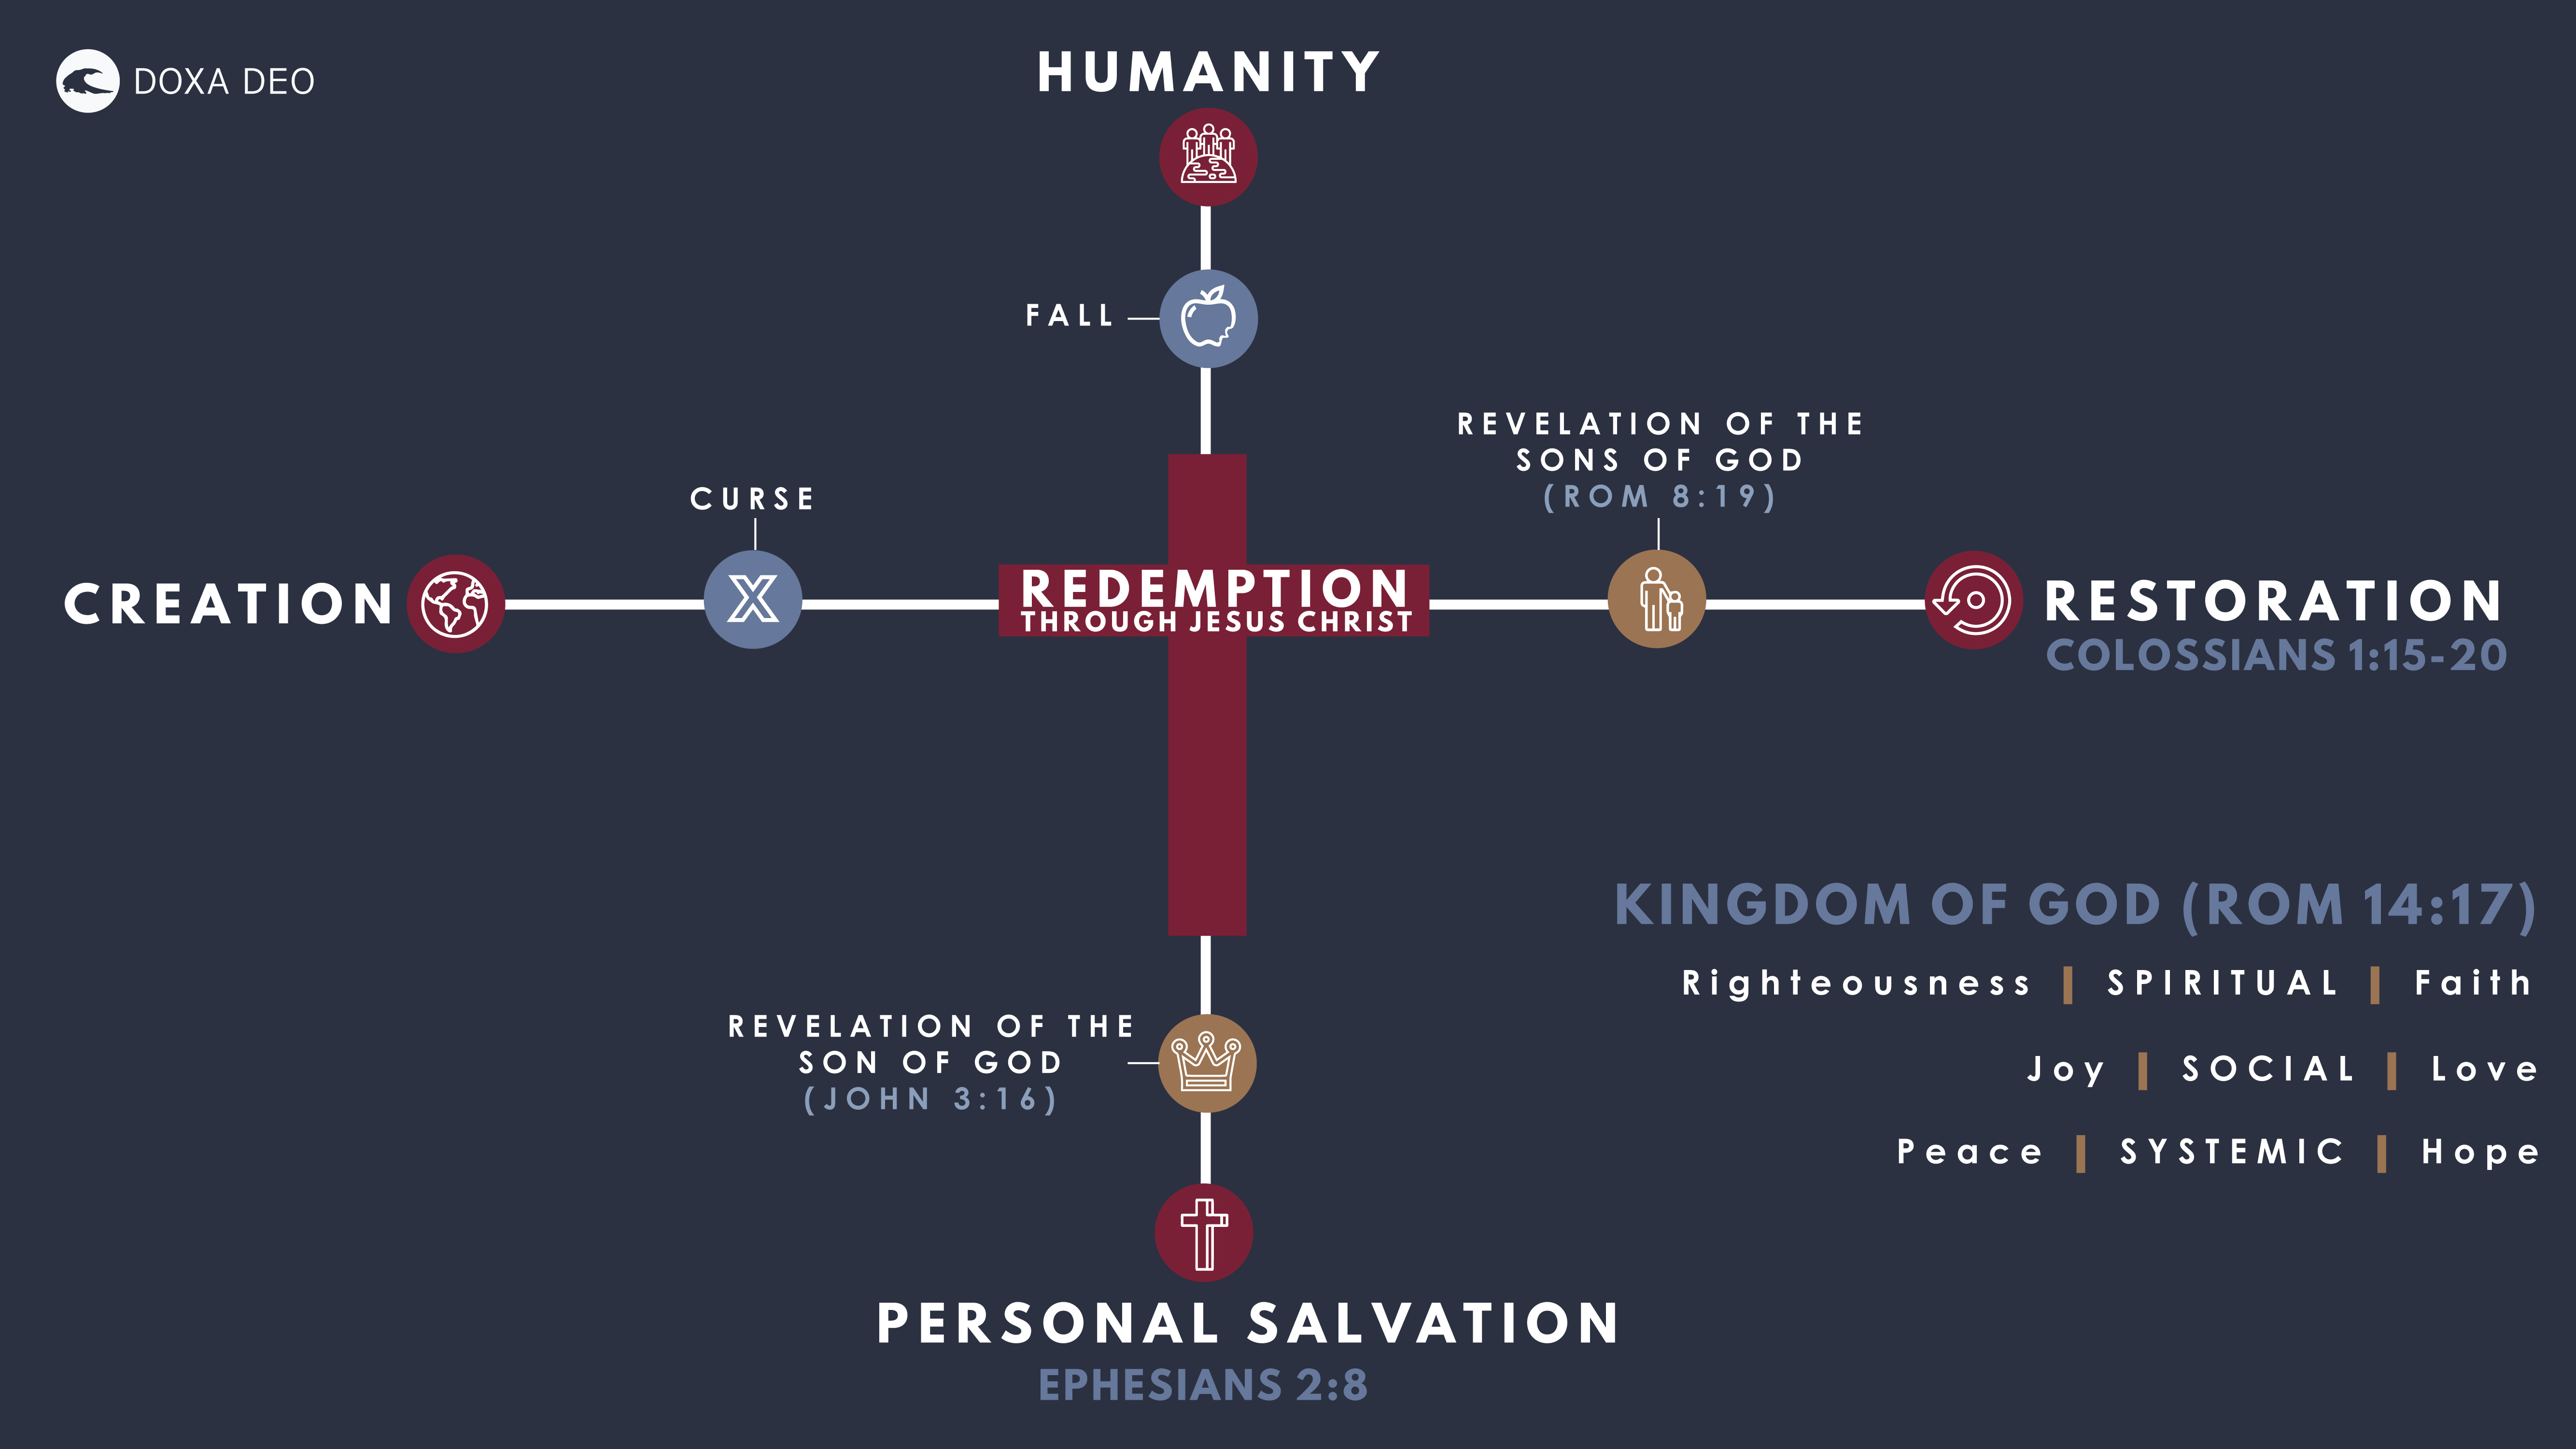 DOXA DEO
HUMANITY
FALL
REVELATION OF THE
SONS OF GOD
(ROM 8:19)
CURSE
CREATION
REDEMPTION
THROUGH JESUS CHRIST
RESTORATION
COLOSSIANS 1:15-20
KINGDOM OF GOD (ROM 14:17)
Righteousness | SPIRITUAL | Faith
Joy | SOCIAL | Love
Peace | SYSTEMIC | Hope
REVELATION OF THE
SON OF GOD
(JOHN 3:16)
PERSONAL SALVATION
EPHESIANS 2:8